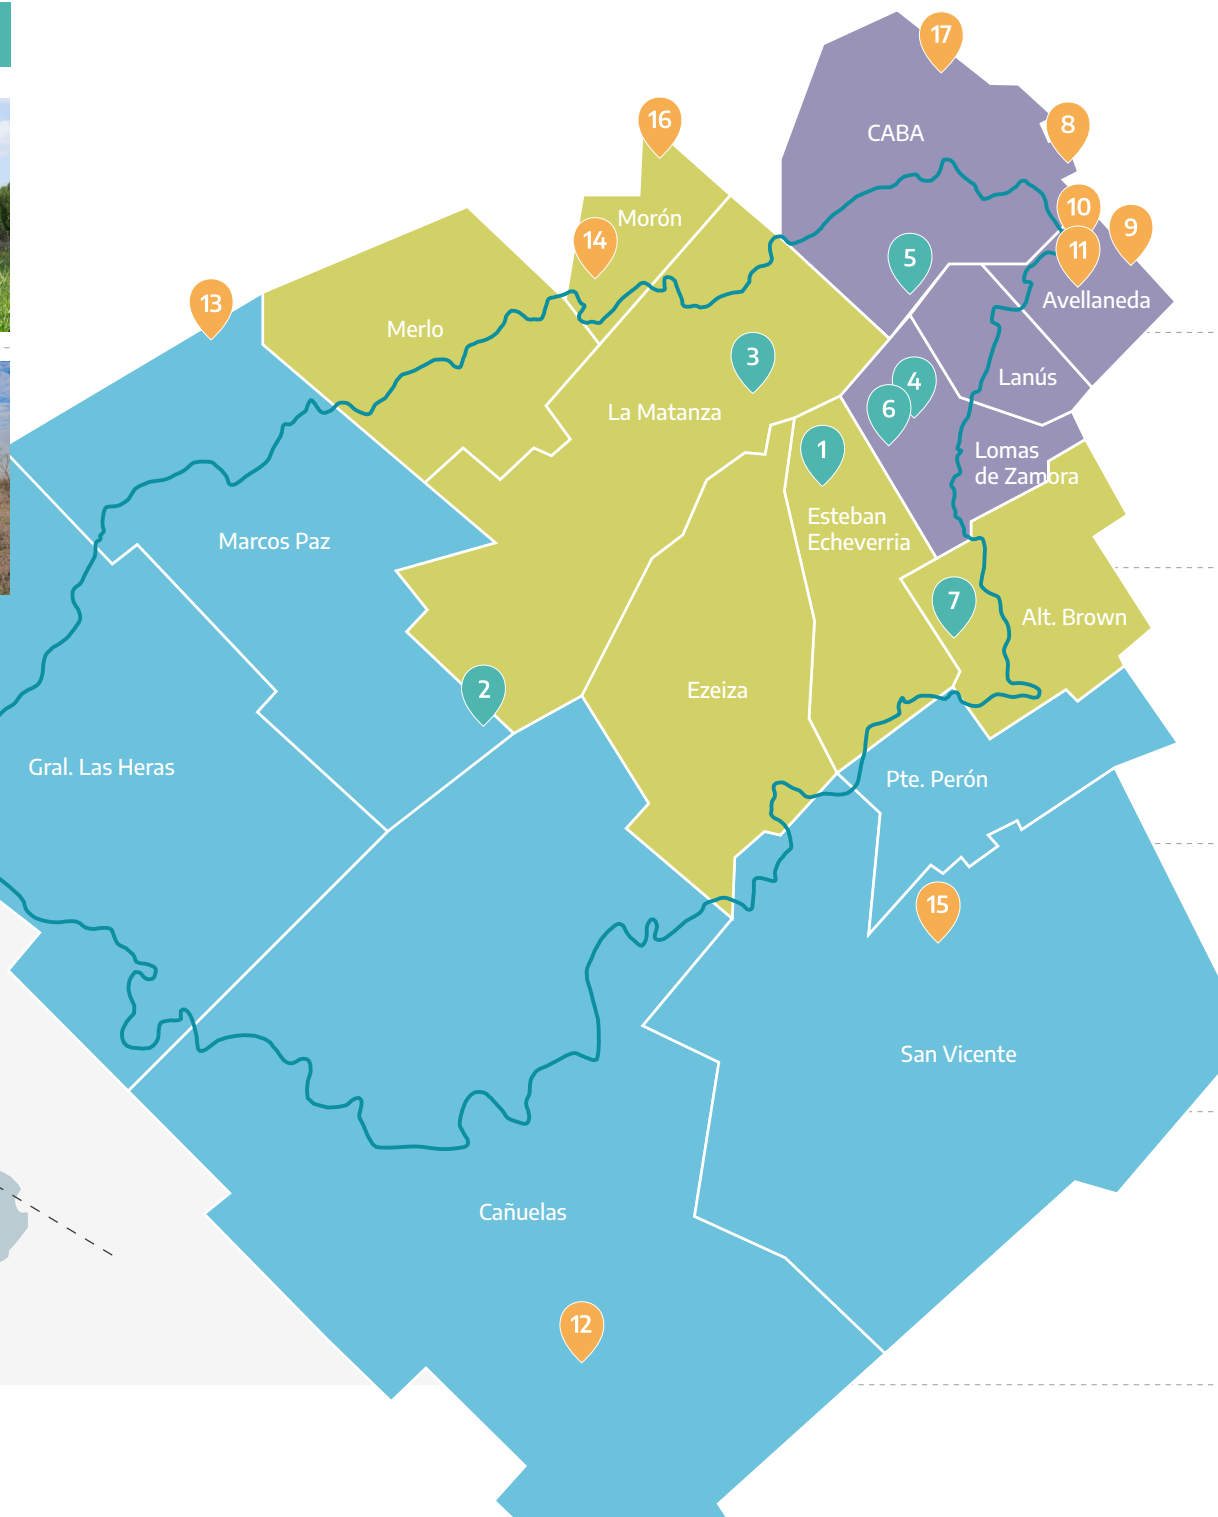 17
16
8
CABA
10
Morón
9
14
11
5
13
Avellaneda
Merlo
3
Lanús
4
6
La Matanza
1
Lomas
de Zamora
Esteban
Echeverria
Marcos Paz
7
Alt. Brown
2
Ezeiza
Gral. Las Heras
Pte. Perón
15
San Vicente
Cañuelas
12